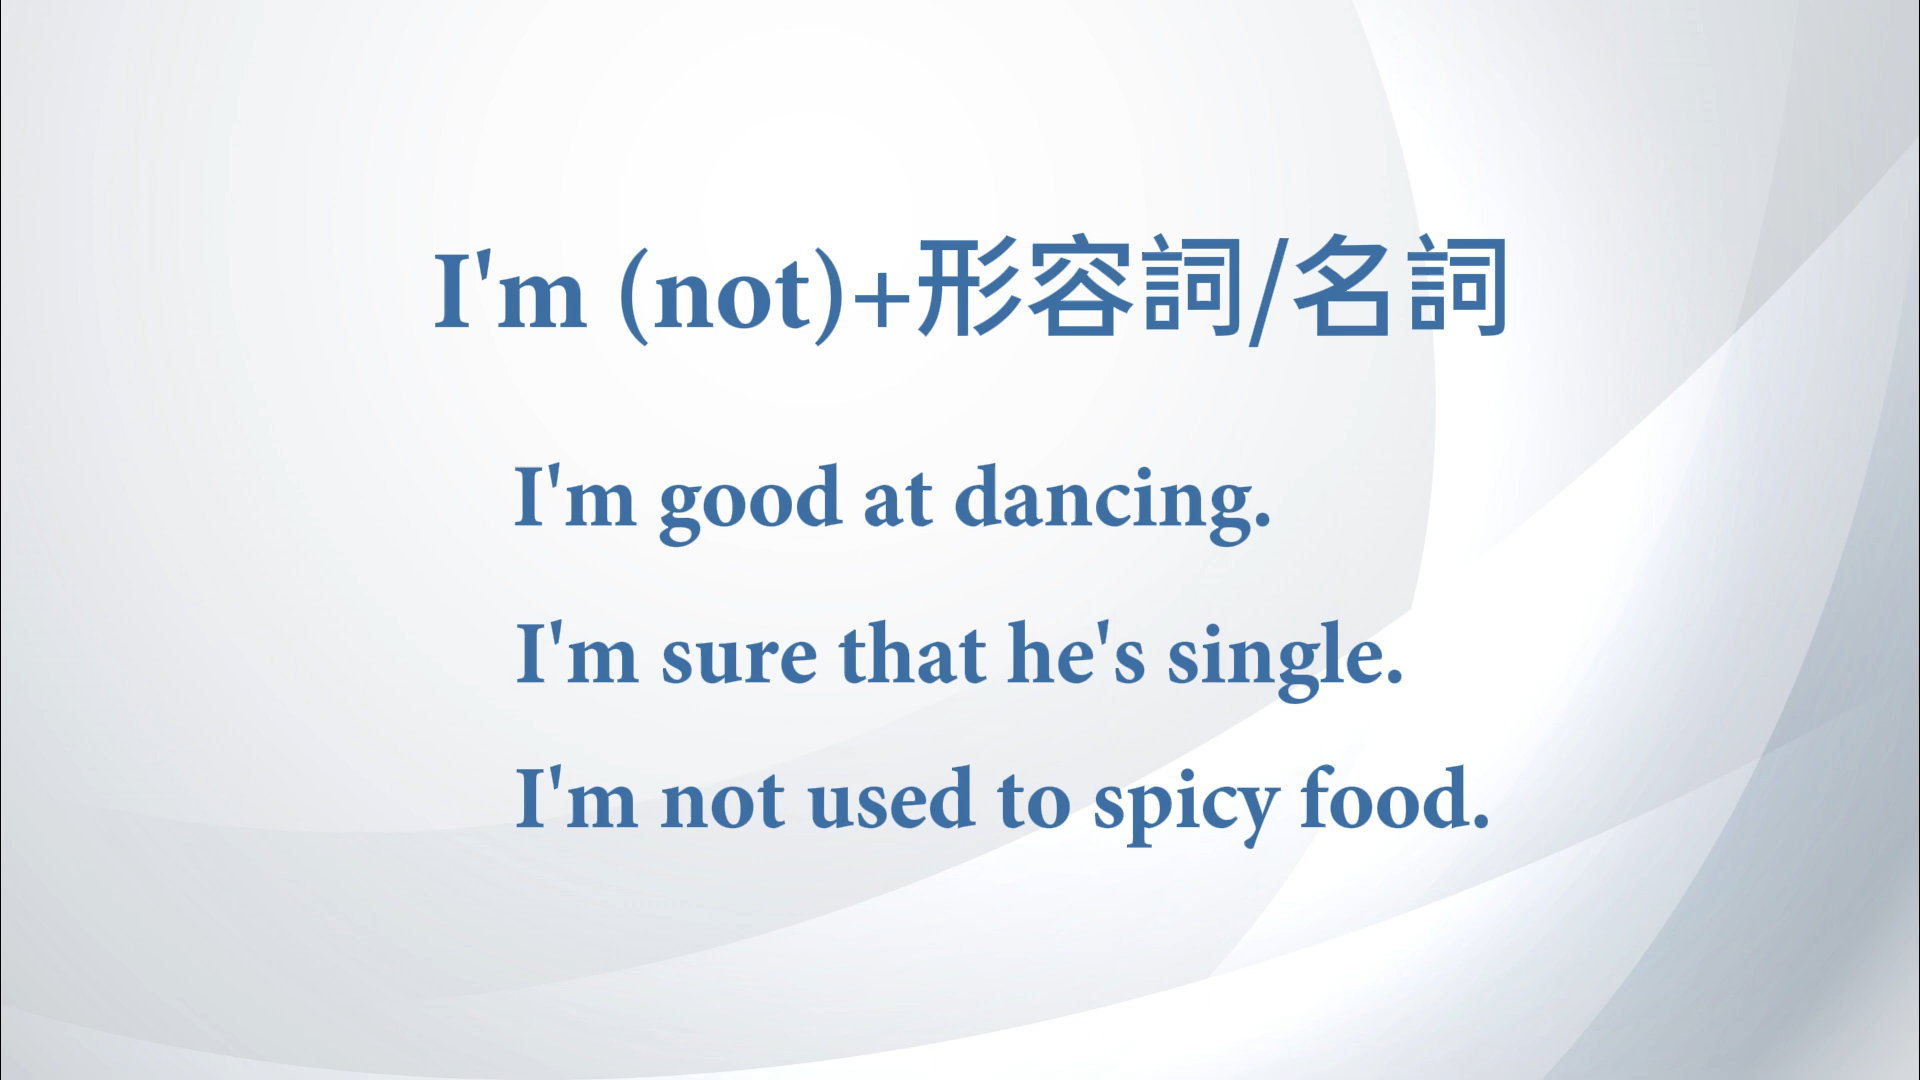 I'm (not)+形容詞/名詞
I'm good at dancing.
I'm sure that he's single.
I'm not used to spicy food.